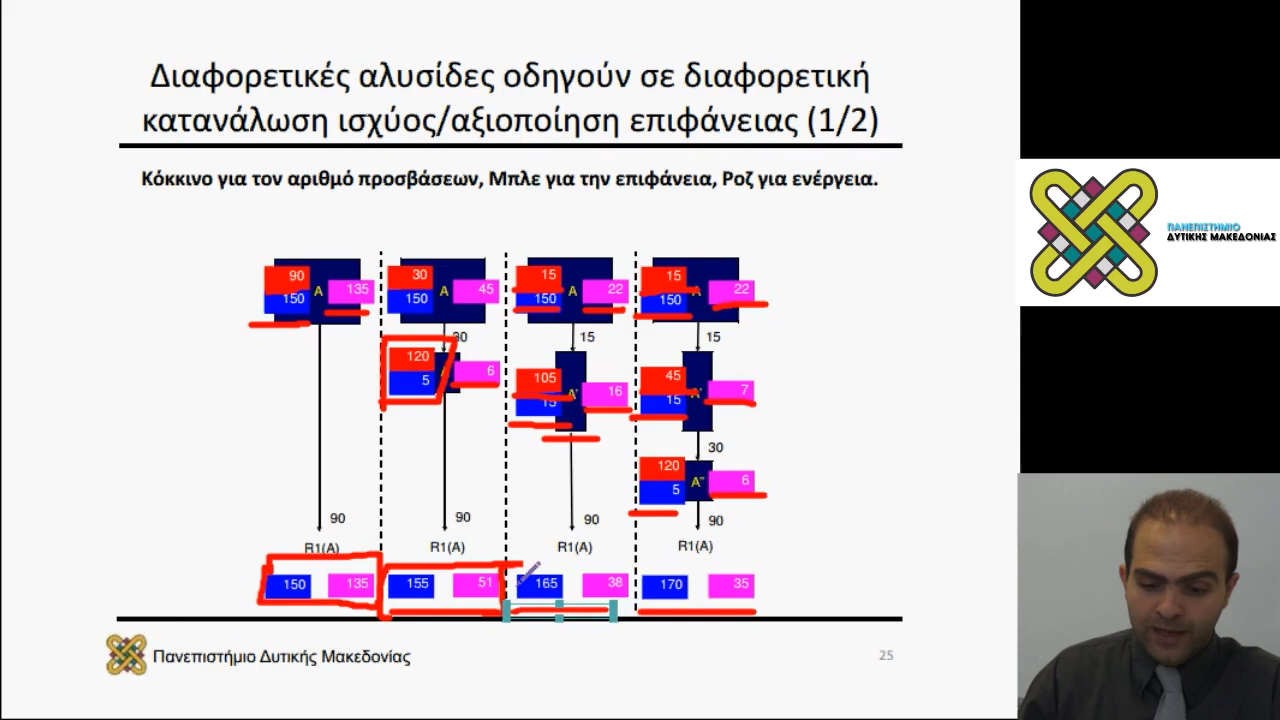 Διαφορετικές αλυσίδες οδηγούν σε διαφορετική
κατανάλωση ισχύος/αξιοποίηση επιφάνειας (1/2)
Κόκκινο για τον αριθμό προσβάσεων, Μπλε για την επιφάνεια, Ροζ για ενέργεια.
ΠΑΝΕΠΙΣΤΗΜΙΟ
ΔΥΤΙΚΗΣ ΜΑΚΕΔΟΝΙΑΣ
90 30 15 15
150 A 135 150 A 45 150 A 22 150 22
30 15 15
120 6 105 16 45 7
5 15 A' 15
30
120 6
5 A''
90 90 90 90
R1(A) R1(A) R1(A) R1(A)
150 135 155 51 165 38 170 35
Πανεπιστήμιο Δυτικής Μακεδονίας
25